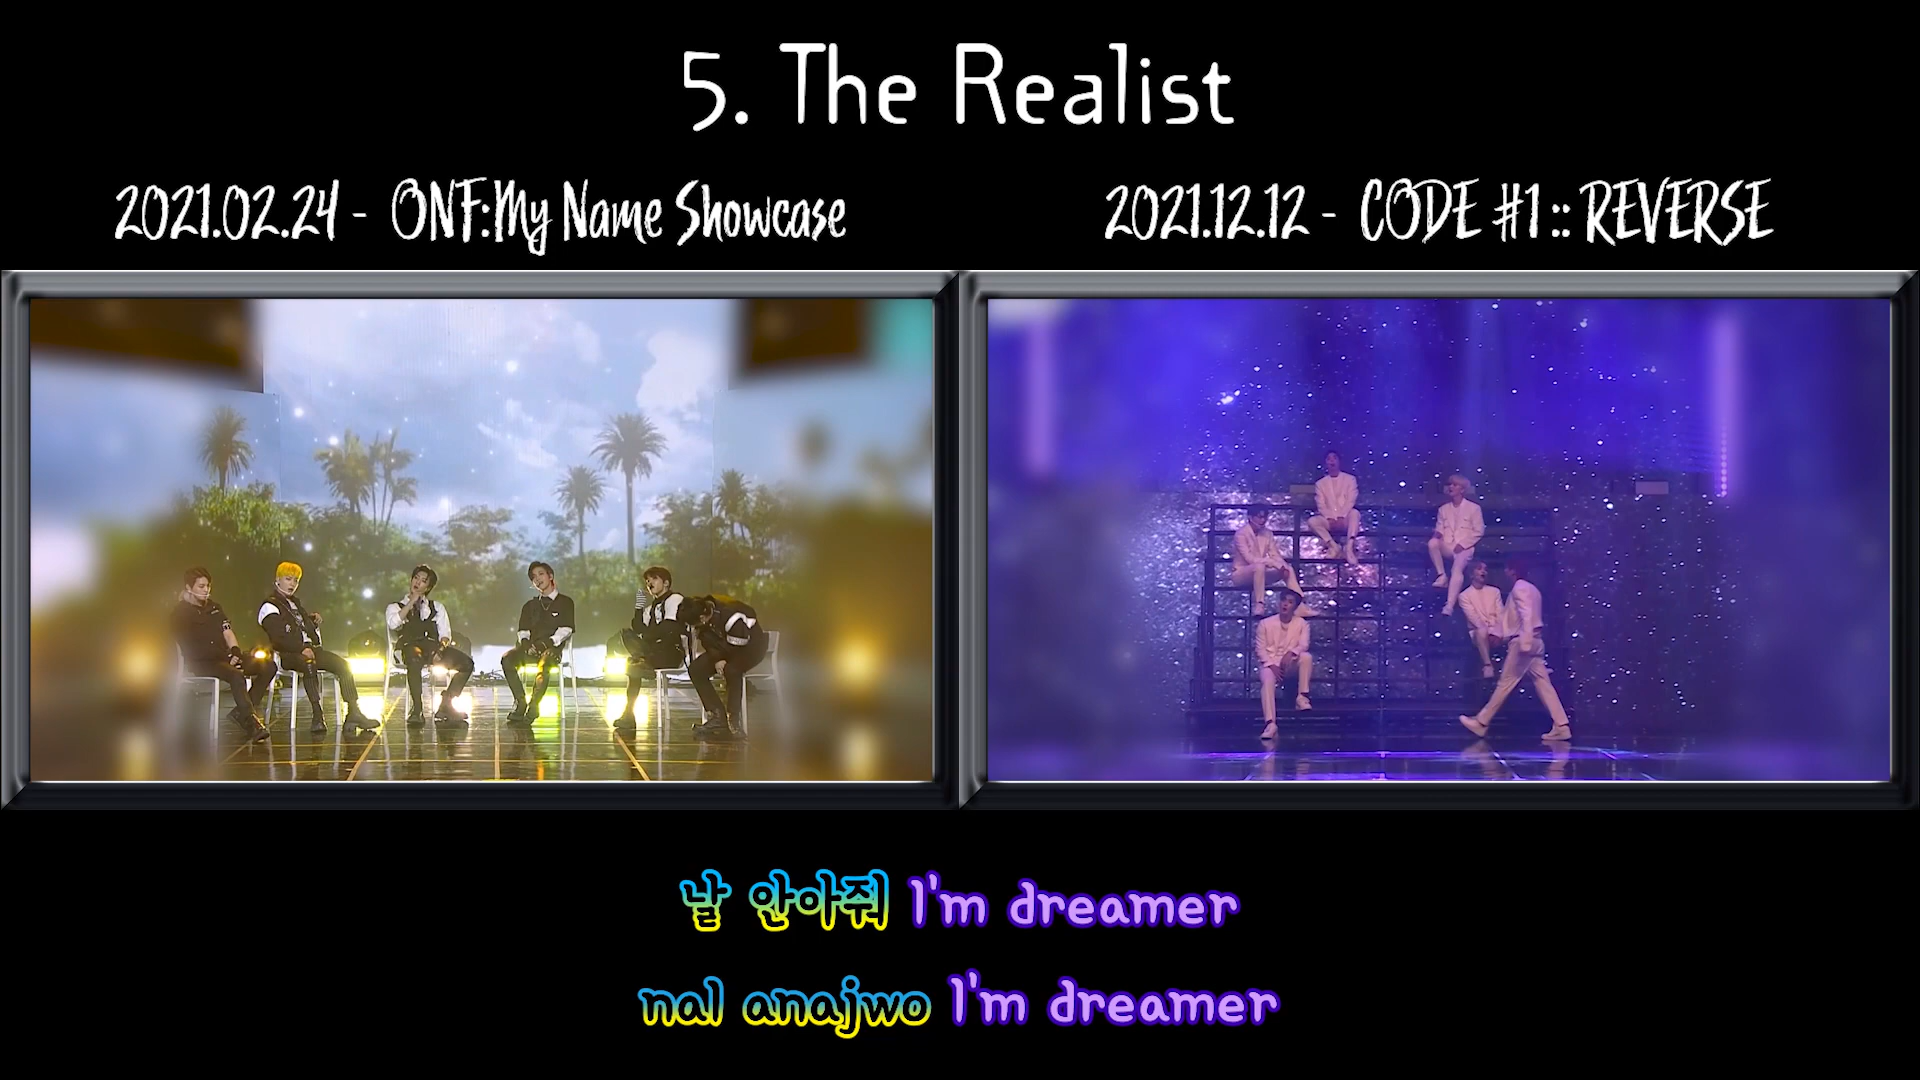 5. The Realist
2021.02.24 - ONF:My Name Showcase
2021.12.12 - CODE #1 :: REVERSE
날 안아줘 I'm dreamer
nal anajwo I'm dreamer